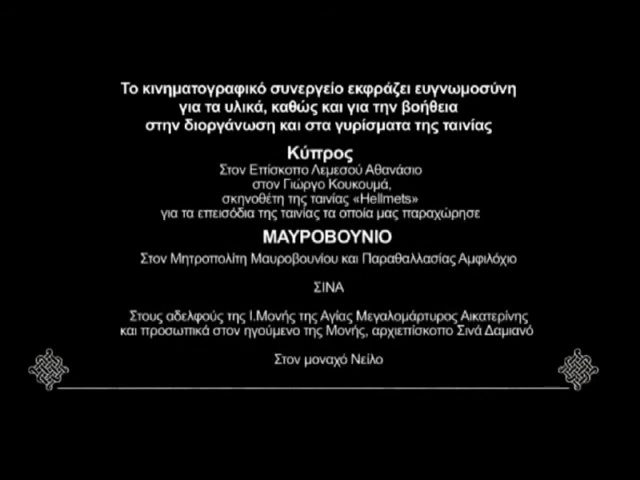 Το κινηματογραφικό συνεργείο εκφράζει ευγνωμοσύνη
για τα υλικά, καθώς και για την βοήθεια
στην διοργάνωση και στα γυρίσματα της ταινίας
Κύπρος
Στον Επίσκοπο Λεμεσού Αθανάσιο
στον Γιώργο Κουκουμά,
σκηνοθέτη της ταινίας «Hellmets»
για τα επεισόδια της ταινίας τα οποία μας παραχώρησε
ΜΑΥΡΟΒΟΥΝΙΟ
Στον Μητροπολίτη Μαυροβουνίου και Παραθαλλασίας Αμφιλόχιο
ΣΙΝΑ
Στους αδελφούς της Ι.Μονής της Αγίας Μεγαλομάρτυρος Αικατερίνης
και προσωπικά στον ηγούμενο της Μονής, αρχιεπίσκοπο Σινά Δαμιανό
Στον μοναχό Νείλο